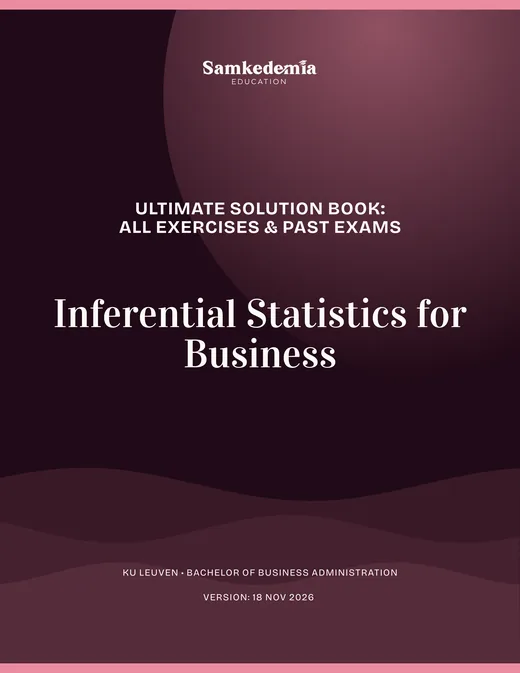 Samkedemia
EDUCATION
ULTIMATE SOLUTION BOOK:
ALL EXERCISES & PAST EXAMS
Inferential Statistics for
Business
KU LEUVEN • BACHELOR OF BUSINESS ADMINISTRATION
VERSION: 18 NOV 2026